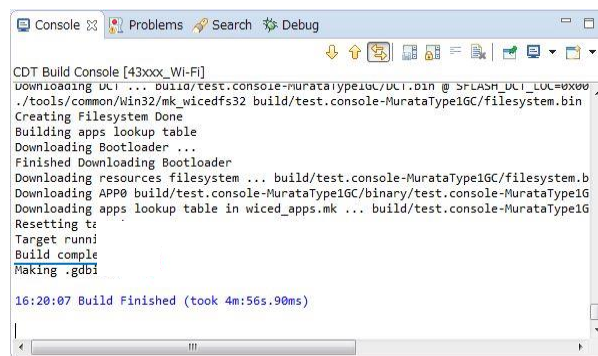 Console Problems Search Debug
CDT Build Console [43xxx_Wi-Fi]
Downloading DCT ... build/test.console-MurataType1GC/DCT.bin @ SFLASH_DCT_LOC=0x00
./tools/common/Win32/mk_wicedfs32 build/test.console-MurataType1GC/filesystem.bin
Creating Filesystem Done
Building apps lookup table
Downloading Bootloader ...
Finished Downloading Bootloader
Downloading resources filesystem ... build/test.console-MurataType1GC/filesystem.b
Downloading APP0 build/test.console-MurataType1GC/binary/test.console-MurataType1G
Downloading apps lookup table in wiced_apps.mk ... build/test.console-MurataType1G
Resetting ta
Target runni
Build comple
Making .gdbi
16:20:07 Build Finished (took 4m:56s.90ms)